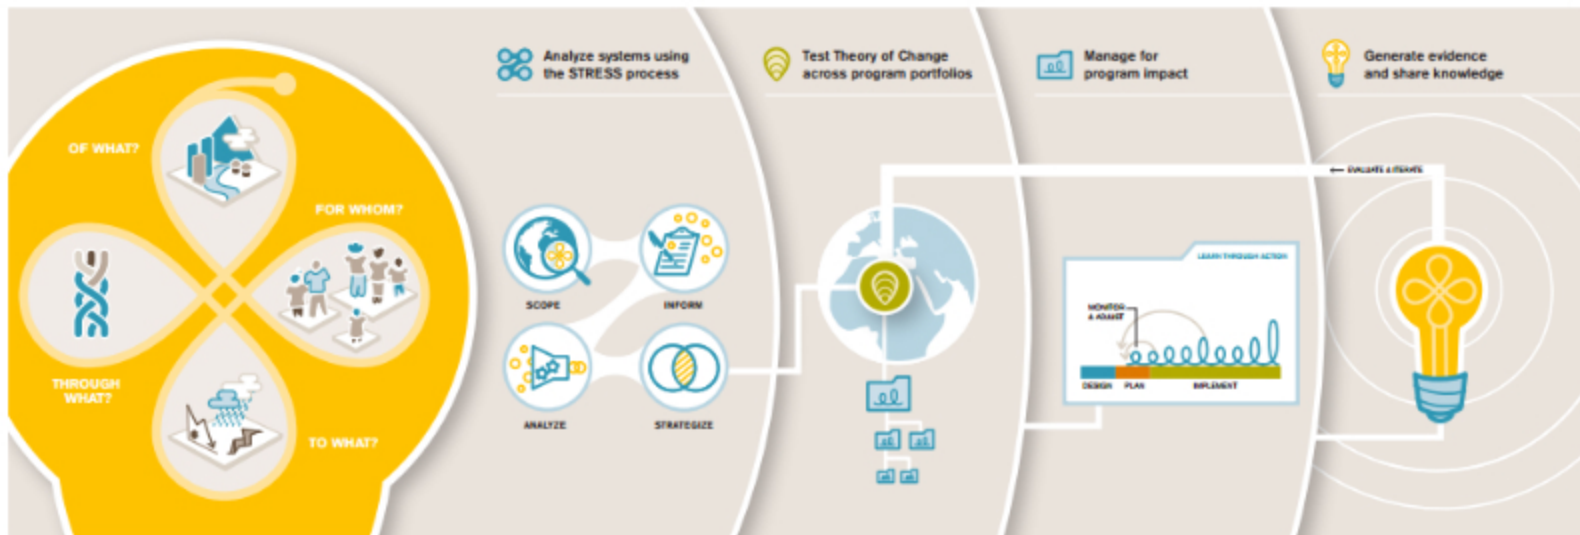 OF WHAT?
FOR WHOM?
THROUGH
WHAT?
TO WHAT?
Analyze systems using
the STRESS process
SCOPE
INFORM
ANALYZE
STRATEGIZE
Test Theory of Change
across program portfolios
Manage for
program impact
LEARN THROUGH ACTION
MONITOR
& ADJUST
DESIGN
PLAN
IMPLEMENT
Generate evidence
and share knowledge
← EVALUATE & ITERATE